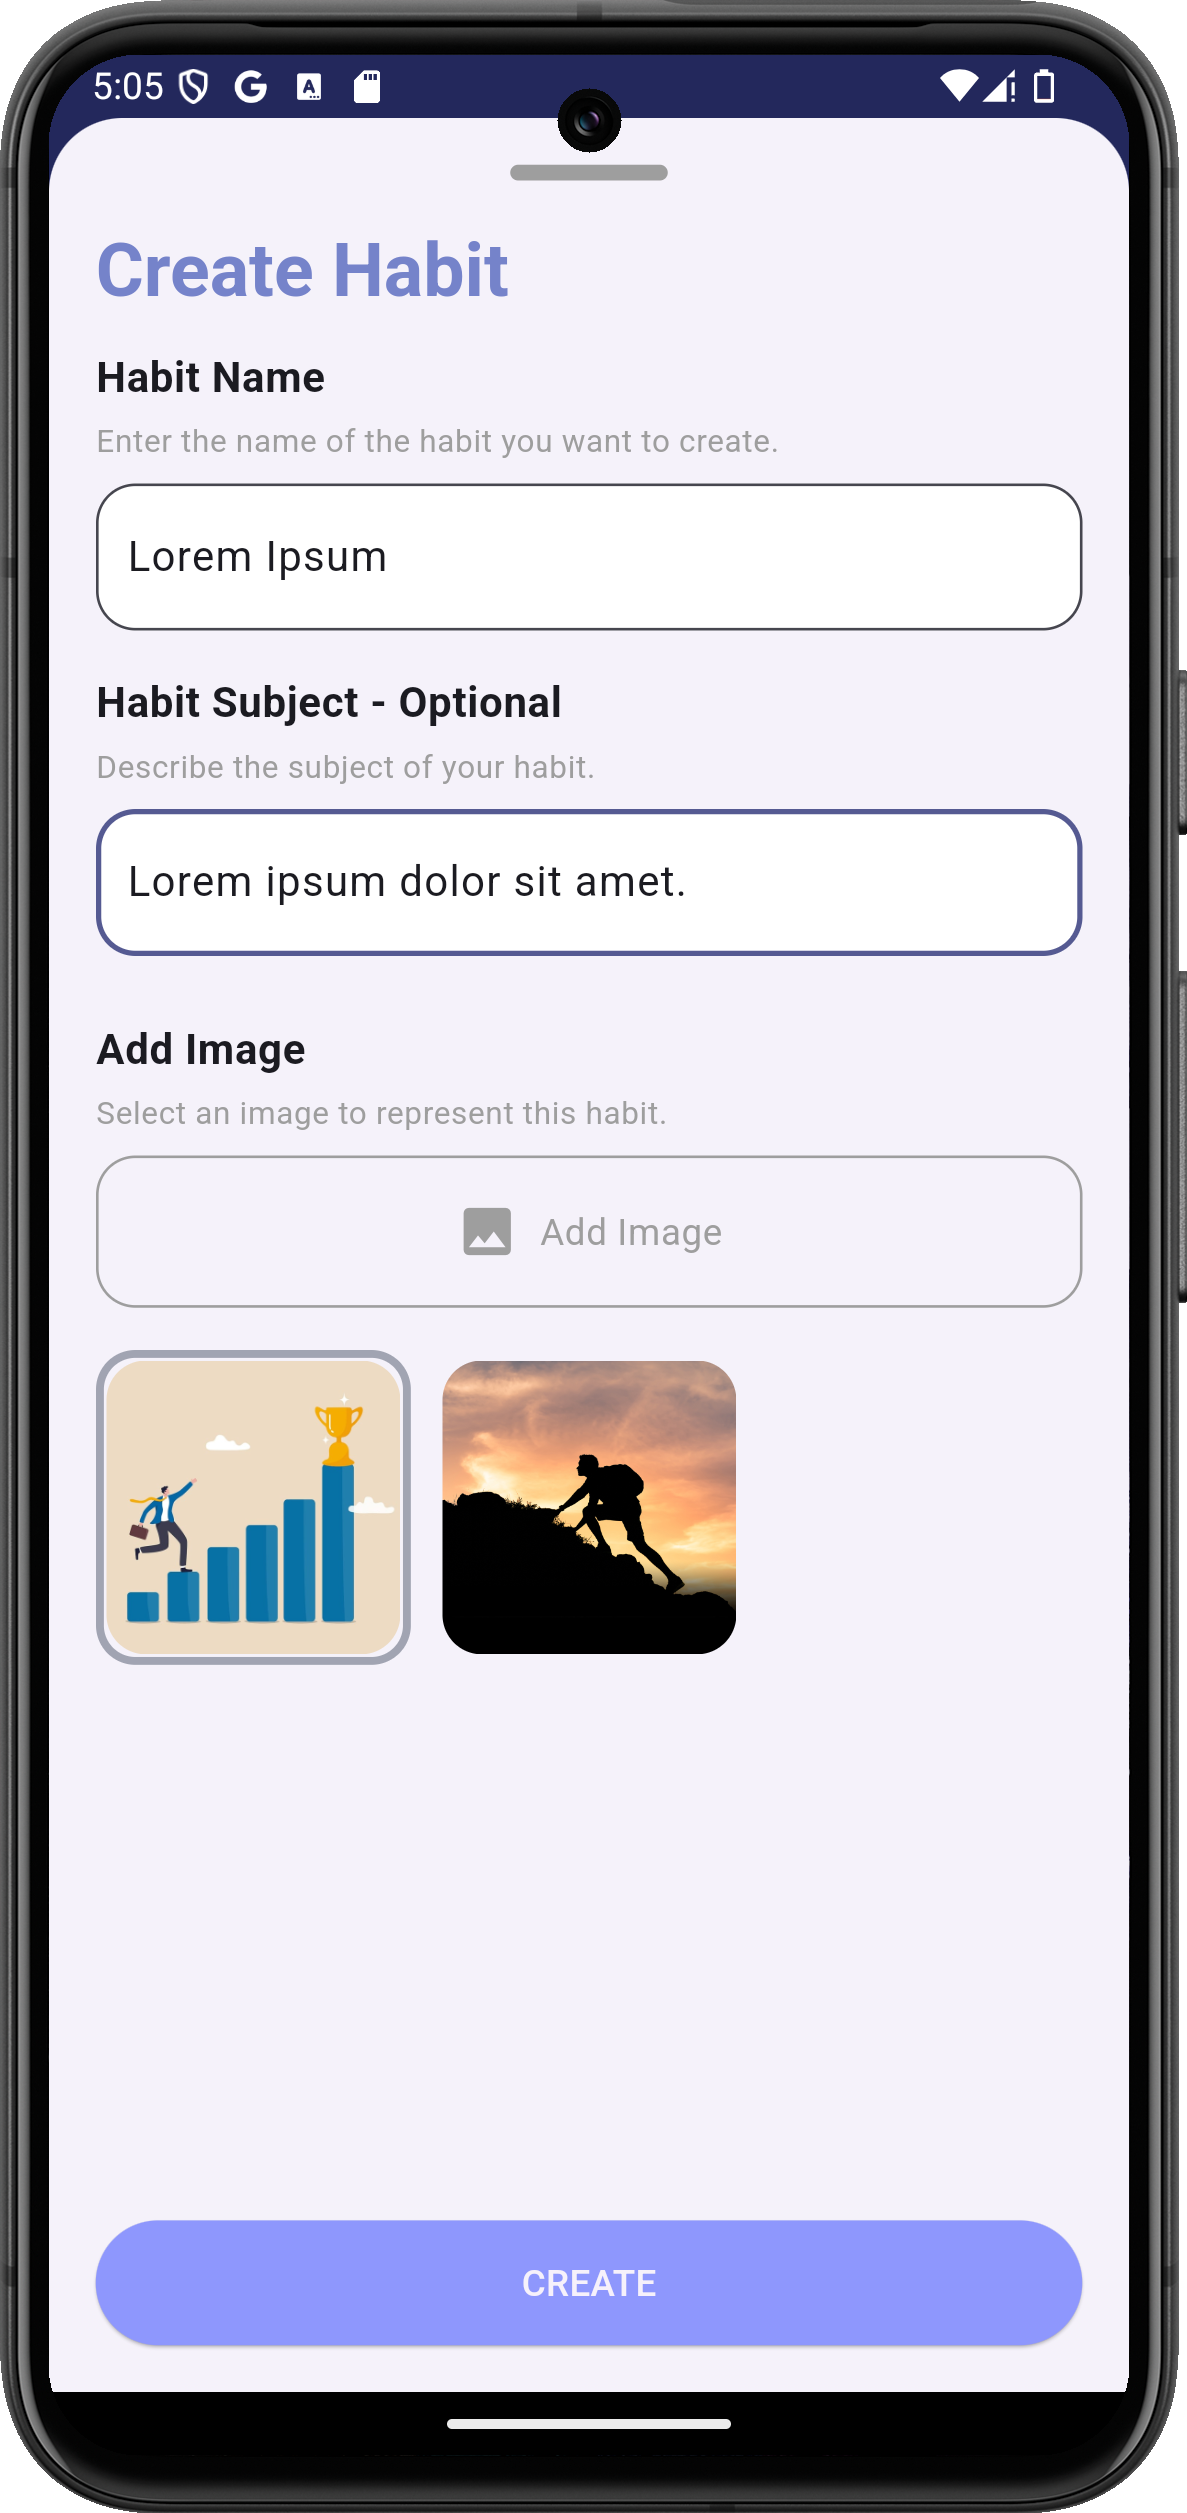 5:05
Create Habit
Habit Name
Enter the name of the habit you want to create.
Lorem Ipsum
Habit Subject - Optional
Describe the subject of your habit.
Lorem ipsum dolor sit amet.
Add Image
Select an image to represent this habit.
Add Image
CREATE